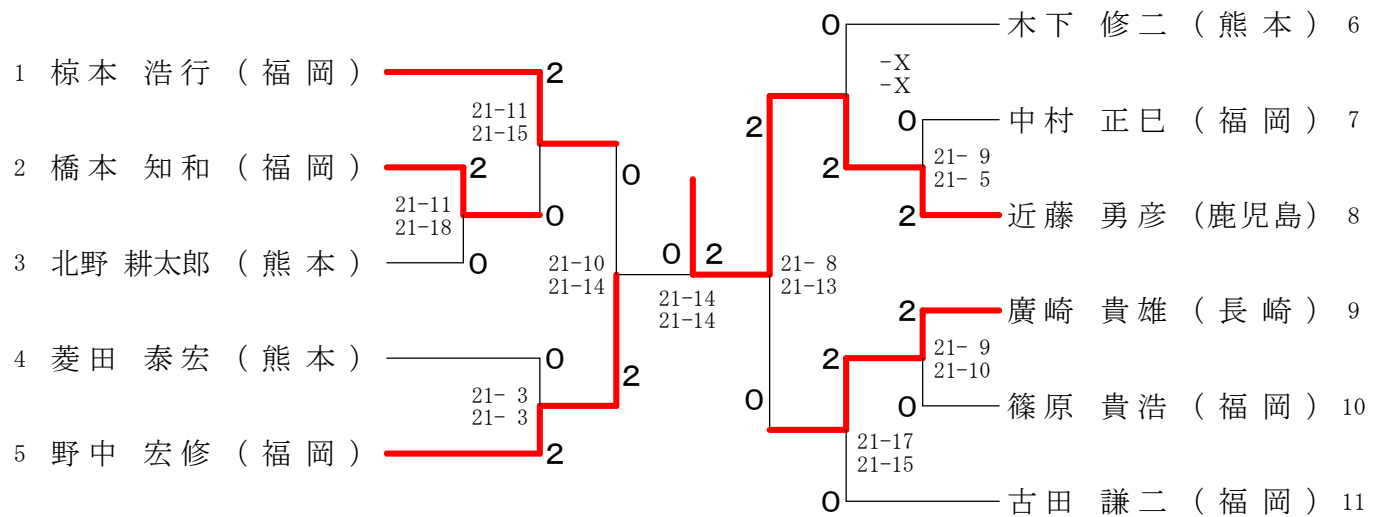 1 椋本 浩行 (福岡)
2
21-11
21-15
2 橋本 知和 (福岡)
2
21-11
21-18
0
0
3 北野 耕太郎 (熊本)
0
21-10
21-14
4 菱田 泰宏 (熊本)
0
21- 3
21- 3
2
5 野中 宏修 (福岡)
2
0 2
21-14
21-14
0
木下 修二 (熊本) 6
-X
-X
2
0
中村 正巳 (福岡) 7
21- 9
21- 5
2
2
近藤 勇彦 (鹿児島) 8
21- 8
21-13
2
廣崎 貴雄 (長崎) 9
21- 9
21-10
2
0
0
篠原 貴浩 (福岡) 10
21-17
21-15
0
古田 謙二 (福岡) 11